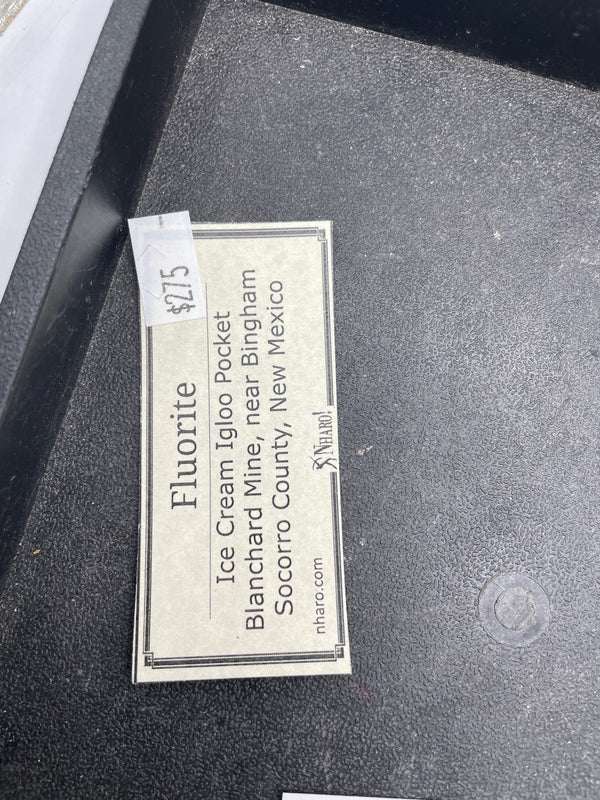 $275
Fluorite
Ice Cream Igloo Pocket
Blanchard Mine, near Bingham
Socorro County, New Mexico
nharo.com
NHARO!